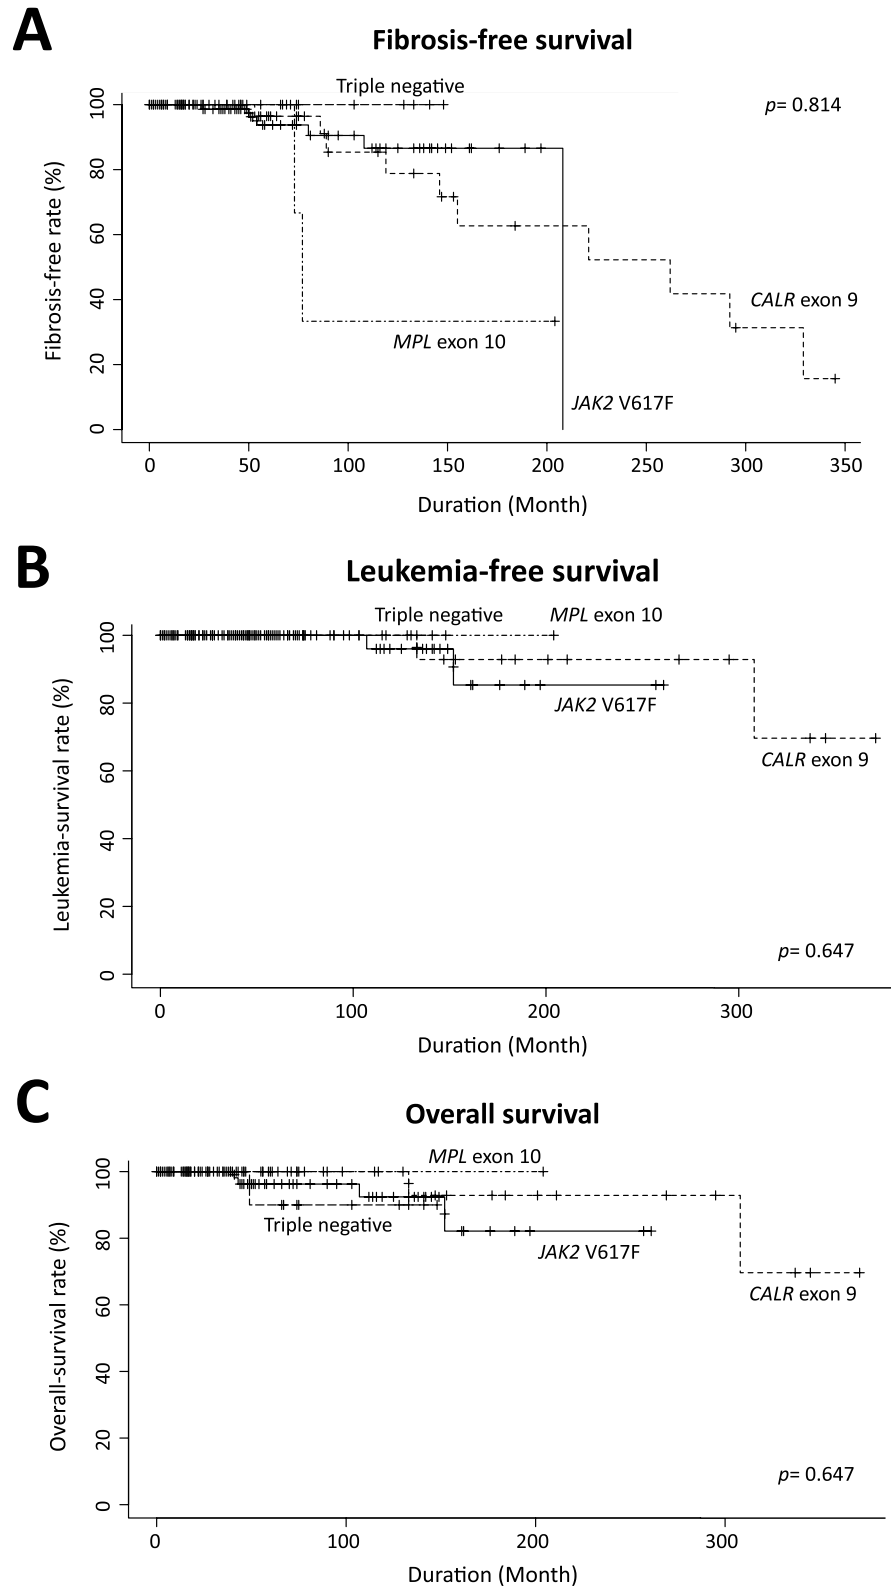 A
Fibrosis-free survival
Triple negative
p= 0.814
100
80
60
40
20
0
Fibrosis-free rate (%)
CALR exon 9
MPL exon 10
JAK2 V617F
0 50 100 150 200 250 300 350
Duration (Month)
B
Leukemia-free survival
Triple negative MPL exon 10
100
80
60
40
20
0
Leukemia-survival rate (%)
JAK2 V617F
CALR exon 9
p= 0.647
0 100 200 300
Duration (Month)
C
Overall survival
MPL exon 10
100
80
60
40
20
0
Overall-survival rate (%)
Triple negative
JAK2 V617F
CALR exon 9
p= 0.647
0 100 200 300
Duration (Month)